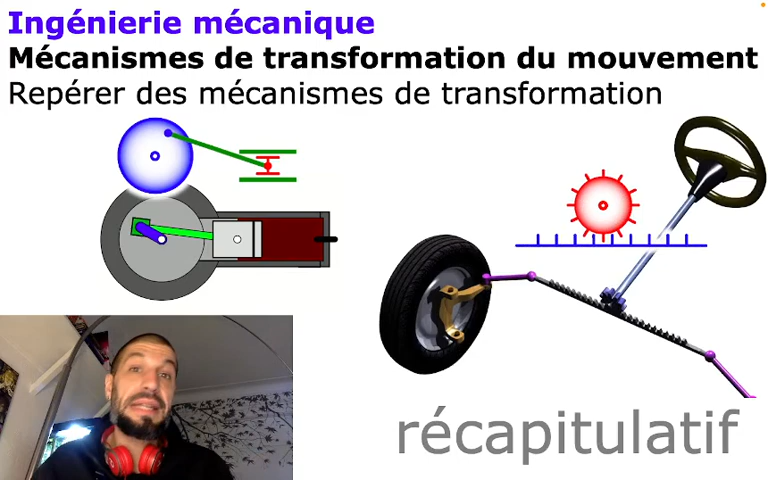 Ingénierie mécanique
Mécanismes de transformation du mouvement
Repérer des mécanismes de transformation
récapitulatif